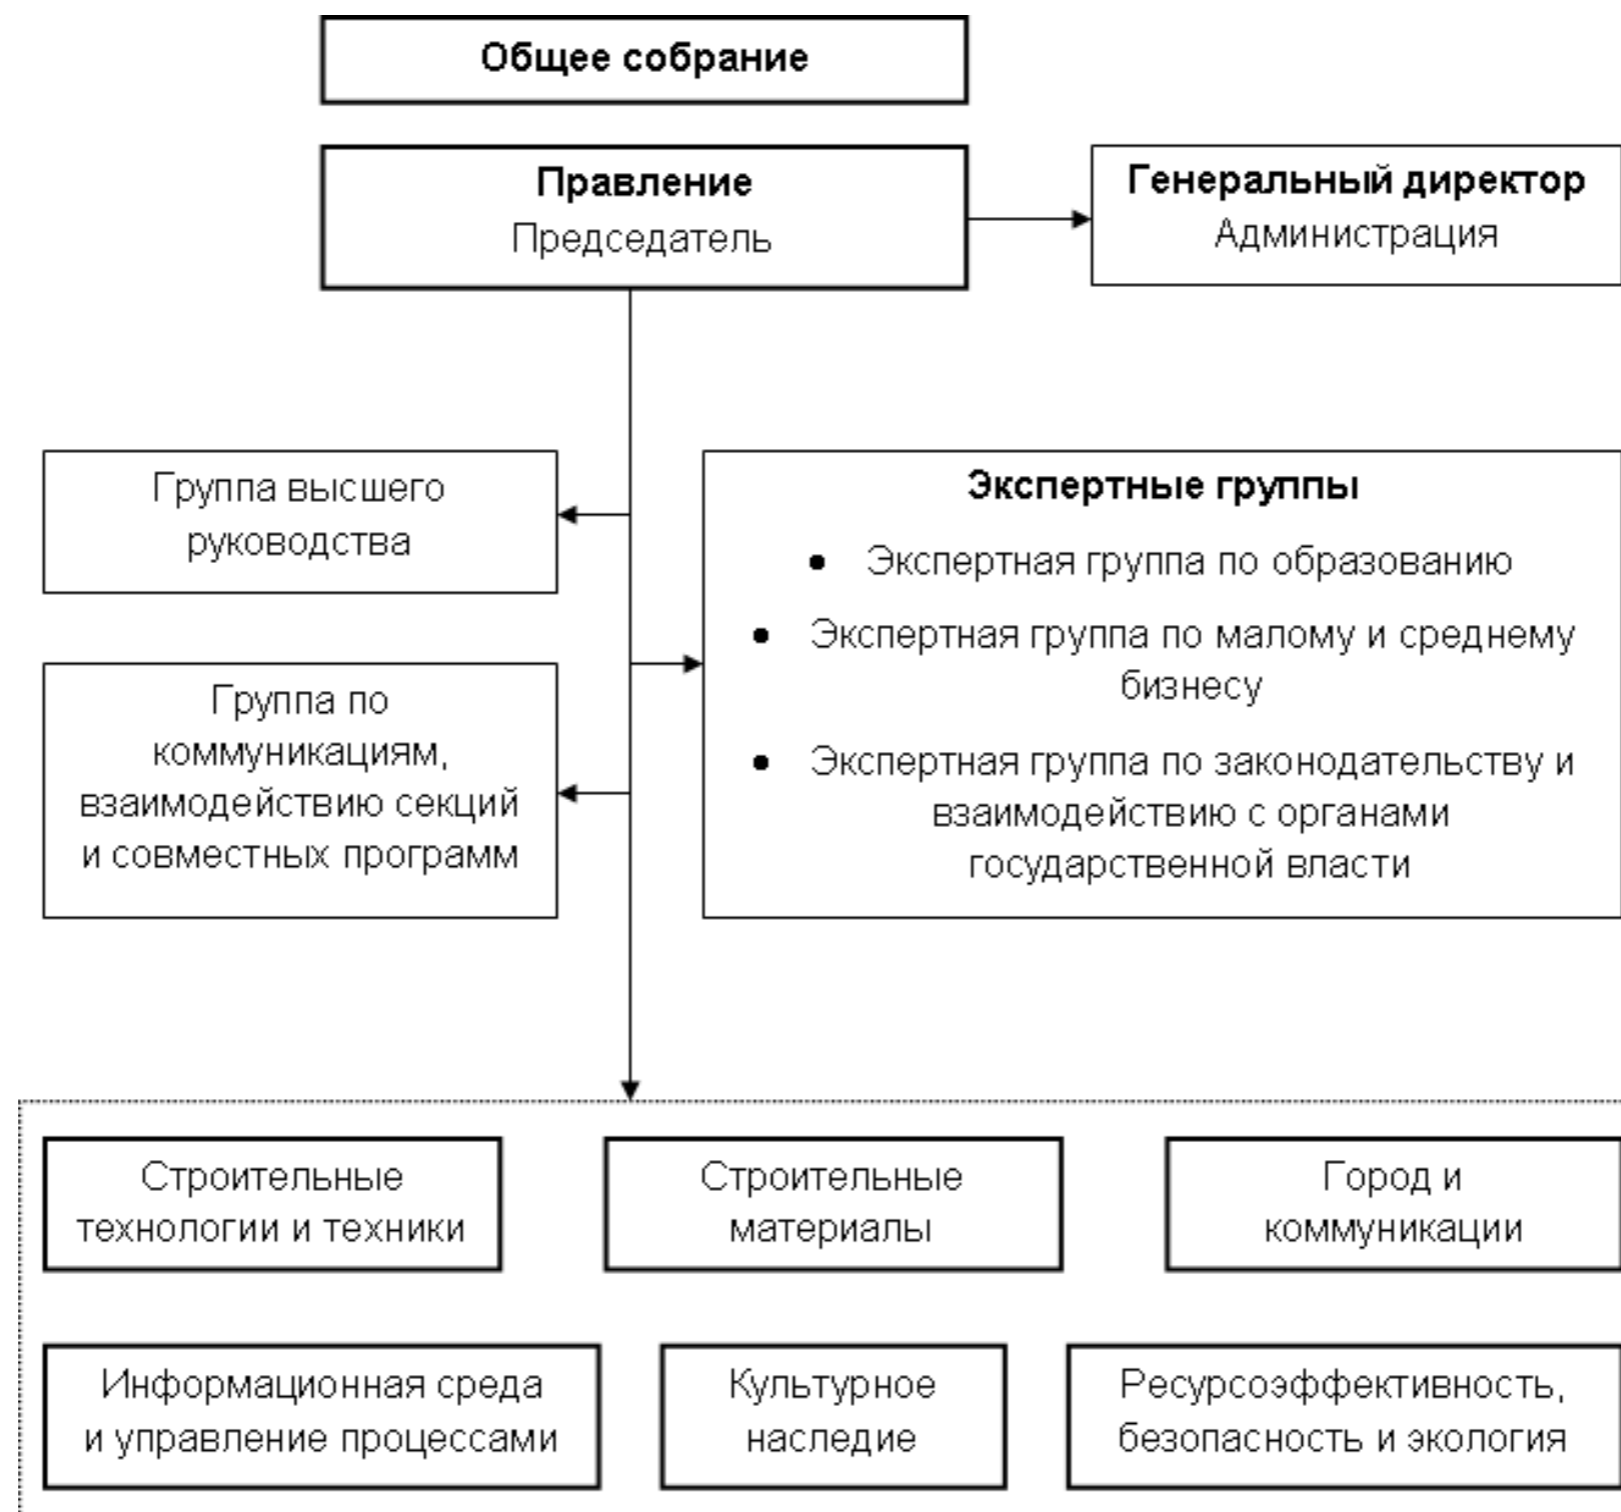 Общее собрание
Правление
Председатель
Генеральный директор
Администрация
Группа высшего
руководства
Экспертные группы
• Экспертная группа по образованию
• Экспертная группа по малому и среднему
бизнесу
• Экспертная группа по законодательству и
взаимодействию с органами
государственной власти
Группа по
коммуникациям,
взаимодействию секций
и совместных программ
Строительные
технологии и техники
Строительные
материалы
Город и
коммуникации
Информационная среда
и управление процессами
Культурное
наследие
Ресурсоэффективность,
безопасность и экология